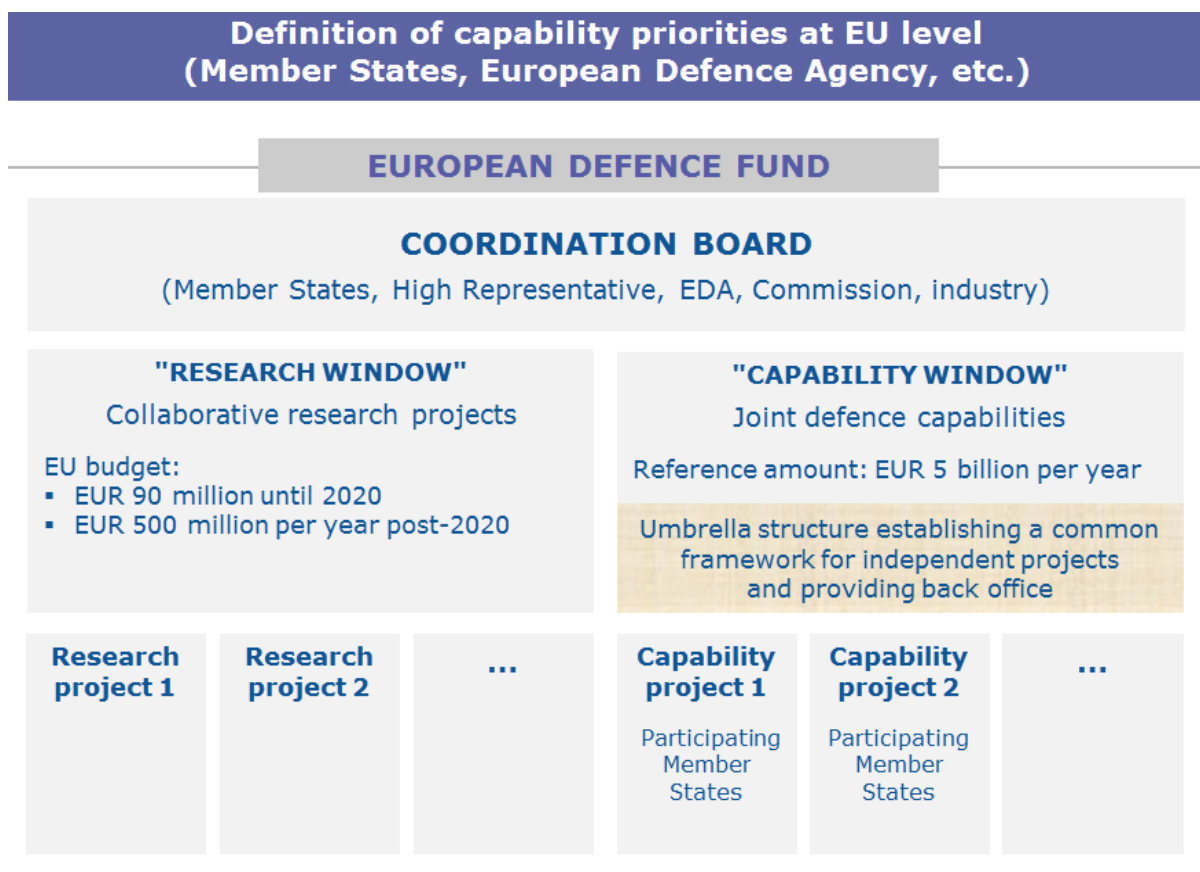 Definition of capability priorities at EU level
(Member States, European Defence Agency, etc.)
EUROPEAN DEFENCE FUND
COORDINATION BOARD
(Member States, High Representative, EDA, Commission, industry)
"RESEARCH WINDOW"
Collaborative research projects
EU budget:
▪ EUR 90 million until 2020
▪ EUR 500 million per year post-2020
"CAPABILITY WINDOW"
Joint defence capabilities
Reference amount: EUR 5 billion per year
Umbrella structure establishing a common
framework for independent projects
and providing back office
Research
project 1
Research
project 2
...
Capability
project 1
Participating
Member
States
Capability
project 2
Participating
Member
States
...